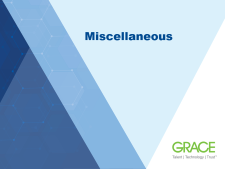 Miscellaneous
GRACE
Talent | Technology | Trust™